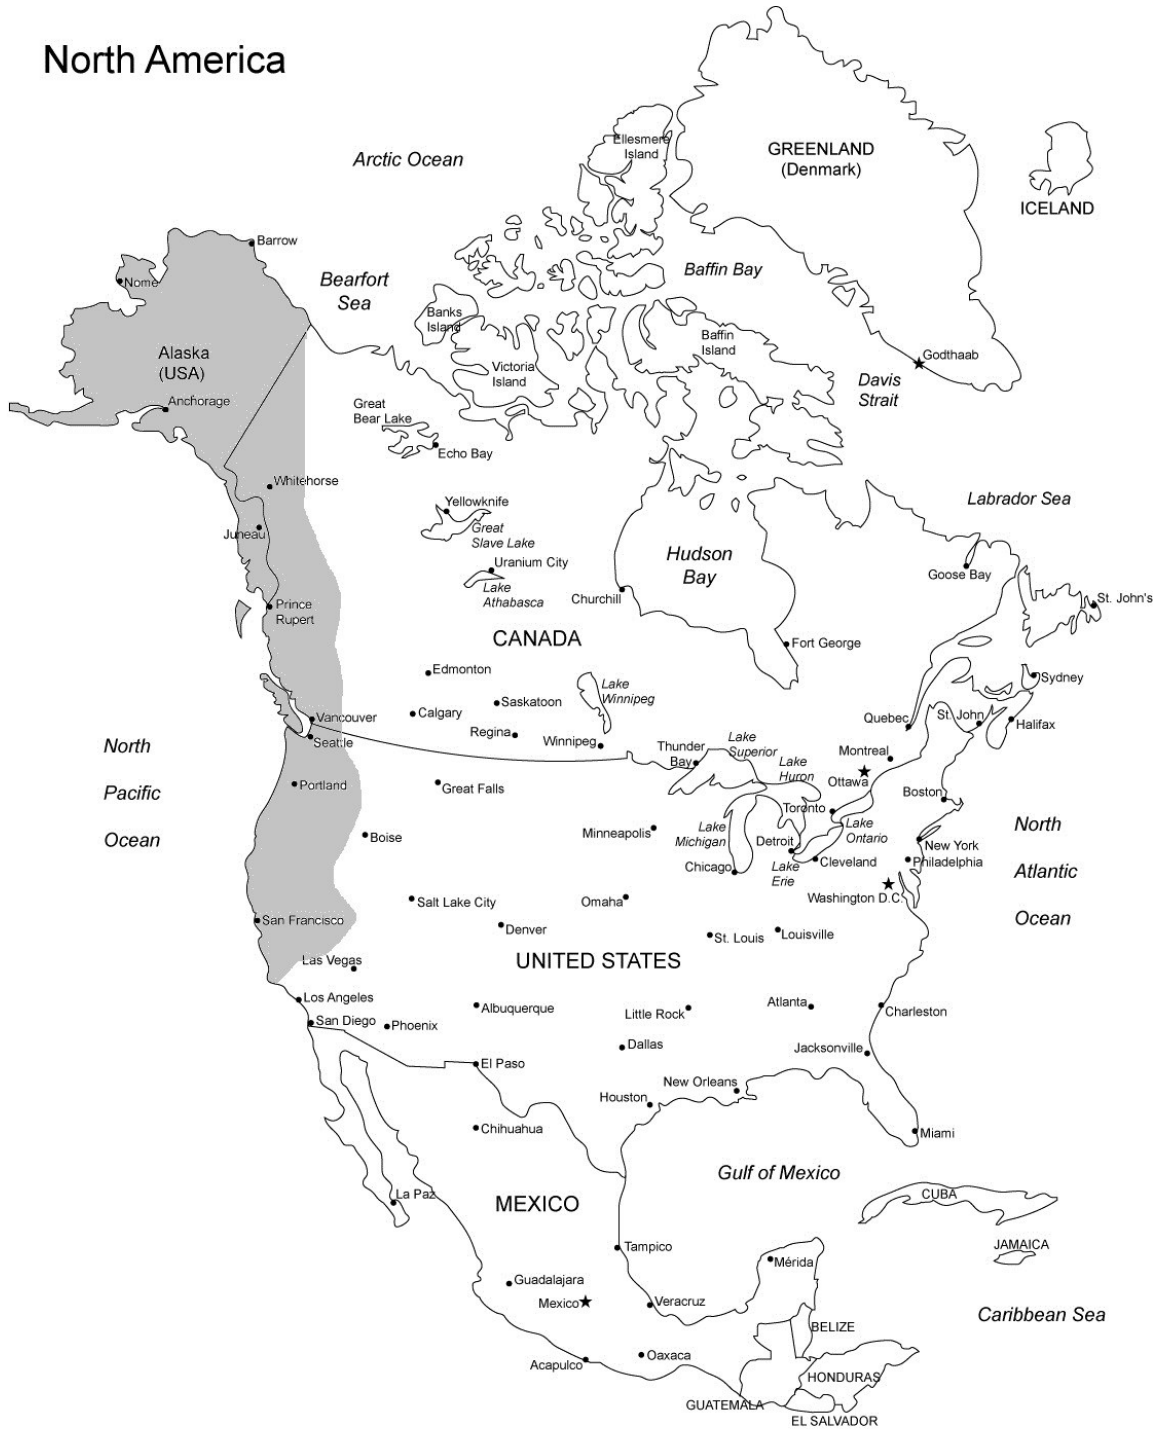 North America
Arctic Ocean
Ellesmere
Island
GREENLAND
(Denmark)
ICELAND
Barrow
Nome
Bearfort
Sea
Baffin Bay
Banks
Island
Baffin
Island
Alaska
(USA)
Victoria
Island
Godthaab
Davis
Strait
Anchorage
Great
Bear Lake
Echo Bay
Whitehorse
Yellowknife
Great
Slave Lake
Labrador Sea
Juneau
Hudson
Bay
Uranium City
Lake
Athabasca
Churchill
Goose Bay
St. John's
Prince
Rupert
CANADA
Fort George
Edmonton
Lake
Winnipeg
Sydney
Saskatoon
Calgary
Regina
Winnipeg
Vancouver
Seattle
Quebec
St. John
Halifax
North
Pacific
Ocean
Thunder
Bay
Lake
Superior
Lake
Huron
Montreal
Ottawa
Portland
Great Falls
Boston
Toronto
Boise
Minneapolis
Lake
Michigan
Detroit
Lake
Ontario
North
Atlantic
Ocean
New York
Philadelphia
Chicago
Lake
Erie
Cleveland
Washington D.C.
Salt Lake City
Omaha
San Francisco
Denver
St. Louis
Louisville
Las Vegas
UNITED STATES
Los Angeles
Albuquerque
Little Rock
Atlanta
Charleston
San Diego
Phoenix
Dallas
Jacksonville
El Paso
New Orleans
Houston
Chihuahua
Miami
Gulf of Mexico
La Paz
MEXICO
CUBA
Tampico
JAMAICA
Mérida
Guadalajara
Mexico
Veracruz
Caribbean Sea
BELIZE
Oaxaca
Acapulco
HONDURAS
GUATEMALA
EL SALVADOR